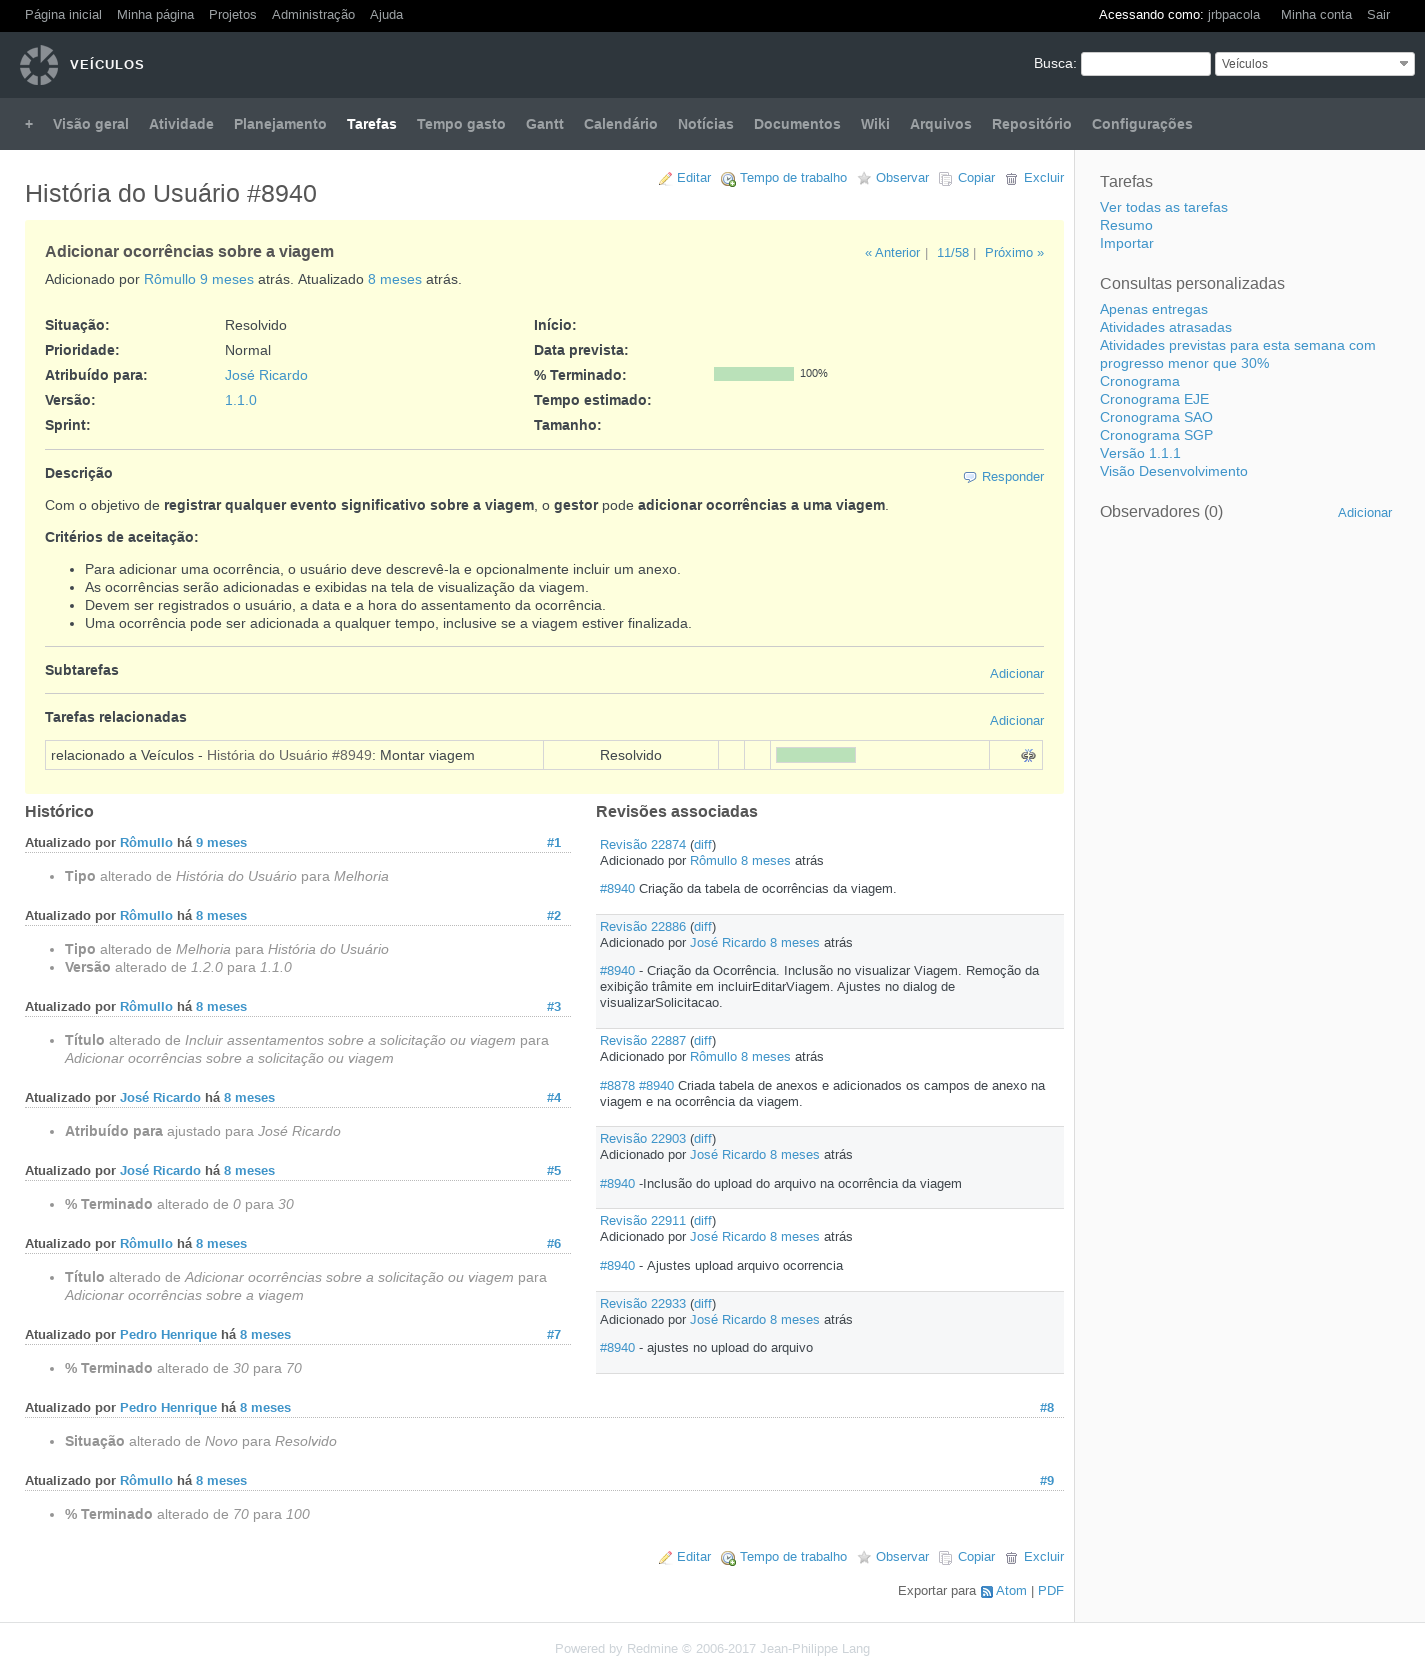 Página inicial Minha página Projetos Administração Ajuda Acessando como: jrbpacola Minha conta Sair
VEÍCULOS Busca: Veículos
+ Visão geral Atividade Planejamento Tarefas Tempo gasto Gantt Calendário Notícias Documentos Wiki Arquivos Repositório Configurações
Editar Tempo de trabalho Observar Copiar Excluir
História do Usuário #8940
Adicionar ocorrências sobre a viagem « Anterior | 11/58 | Próximo »
Adicionado por Rômullo 9 meses atrás. Atualizado 8 meses atrás.
Situação: Resolvido Início:
Prioridade: Normal Data prevista:
Atribuído para: José Ricardo % Terminado: 100%
Versão: 1.1.0 Tempo estimado:
Sprint: Tamanho:
Descrição Responder
Com o objetivo de registrar qualquer evento significativo sobre a viagem, o gestor pode adicionar ocorrências a uma viagem.
Critérios de aceitação:
• Para adicionar uma ocorrência, o usuário deve descrevê-la e opcionalmente incluir um anexo.
• As ocorrências serão adicionadas e exibidas na tela de visualização da viagem.
• Devem ser registrados o usuário, a data e a hora do assentamento da ocorrência.
• Uma ocorrência pode ser adicionada a qualquer tempo, inclusive se a viagem estiver finalizada.
Subtarefas Adicionar
Tarefas relacionadas Adicionar
relacionado a Veículos - História do Usuário #8949: Montar viagem Resolvido
Histórico
Atualizado por Rômullo há 9 meses #1
• Tipo alterado de História do Usuário para Melhoria
Atualizado por Rômullo há 8 meses #2
• Tipo alterado de Melhoria para História do Usuário
• Versão alterado de 1.2.0 para 1.1.0
Atualizado por Rômullo há 8 meses #3
• Título alterado de Incluir assentamentos sobre a solicitação ou viagem para
Adicionar ocorrências sobre a solicitação ou viagem
Atualizado por José Ricardo há 8 meses #4
• Atribuído para ajustado para José Ricardo
Atualizado por José Ricardo há 8 meses #5
• % Terminado alterado de 0 para 30
Atualizado por Rômullo há 8 meses #6
• Título alterado de Adicionar ocorrências sobre a solicitação ou viagem para
Adicionar ocorrências sobre a viagem
Atualizado por Pedro Henrique há 8 meses #7
• % Terminado alterado de 30 para 70
Atualizado por Pedro Henrique há 8 meses #8
• Situação alterado de Novo para Resolvido
Atualizado por Rômullo há 8 meses #9
• % Terminado alterado de 70 para 100
Revisões associadas
Revisão 22874 (diff)
Adicionado por Rômullo 8 meses atrás
#8940 Criação da tabela de ocorrências da viagem.
Revisão 22886 (diff)
Adicionado por José Ricardo 8 meses atrás
#8940 - Criação da Ocorrência. Inclusão no visualizar Viagem. Remoção da
exibição trâmite em incluirEditarViagem. Ajustes no dialog de
visualizarSolicitacao.
Revisão 22887 (diff)
Adicionado por Rômullo 8 meses atrás
#8878 #8940 Criada tabela de anexos e adicionados os campos de anexo na
viagem e na ocorrência da viagem.
Revisão 22903 (diff)
Adicionado por José Ricardo 8 meses atrás
#8940 -Inclusão do upload do arquivo na ocorrência da viagem
Revisão 22911 (diff)
Adicionado por José Ricardo 8 meses atrás
#8940 - Ajustes upload arquivo ocorrencia
Revisão 22933 (diff)
Adicionado por José Ricardo 8 meses atrás
#8940 - ajustes no upload do arquivo
Editar Tempo de trabalho Observar Copiar Excluir
Exportar para Atom | PDF
Tarefas
Ver todas as tarefas
Resumo
Importar
Consultas personalizadas
Apenas entregas
Atividades atrasadas
Atividades previstas para esta semana com
progresso menor que 30%
Cronograma
Cronograma EJE
Cronograma SAO
Cronograma SGP
Versão 1.1.1
Visão Desenvolvimento
Observadores (0) Adicionar
Powered by Redmine © 2006-2017 Jean-Philippe Lang